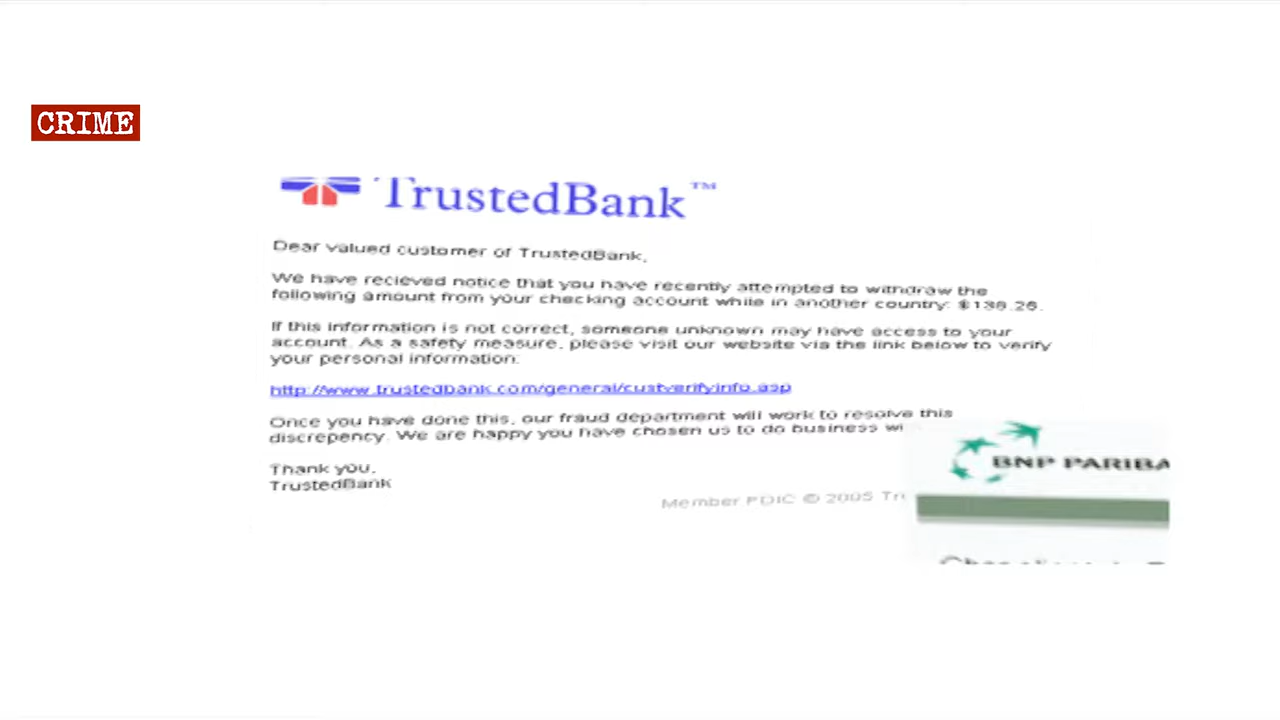 CRIME
TrustedBank™
Dear valued customer of TrustedBank,
We have recieved notice that you have recently attempted to withdraw the
following amount from your checking account while in another country: $135.25.
If this information is not correct, someone unknown may have access to your
account. As a safety measure, please visit our website via the link below to verify
your personal information:
http://www.trustedbank.com/general/custverifyinfo.asp
Once you have done this, our fraud department will work to resolve this
discrepency. We are happy you have chosen us to do business wi
Thank you,
TrustedBank
Member FDIC © 2005 Tr
BNP PARIBA